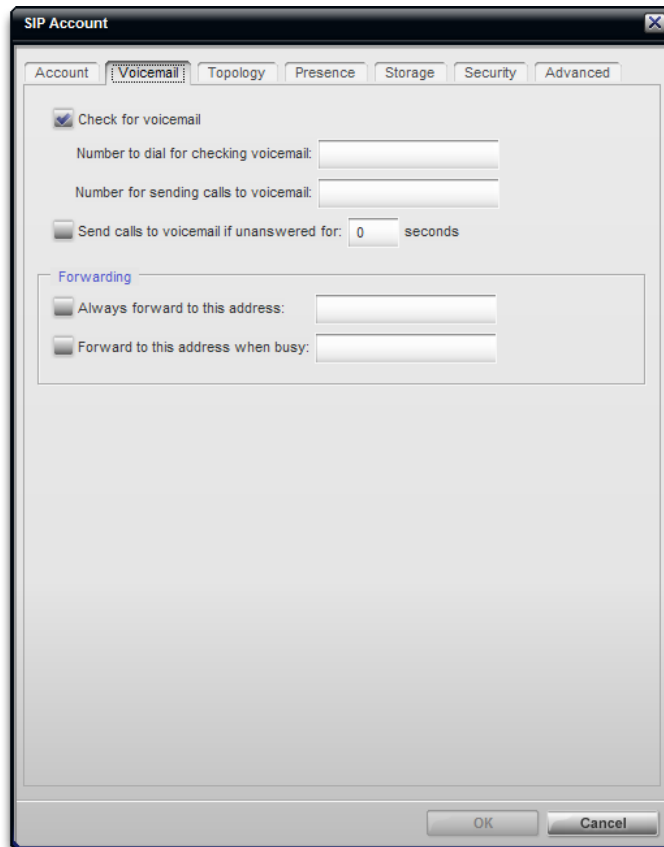 SIP Account
Account Voicemail Topology Presence Storage Security Advanced
Check for voicemail
Number to dial for checking voicemail:
Number for sending calls to voicemail:
Send calls to voicemail if unanswered for: 0 seconds
Forwarding
Always forward to this address:
Forward to this address when busy:
OK Cancel